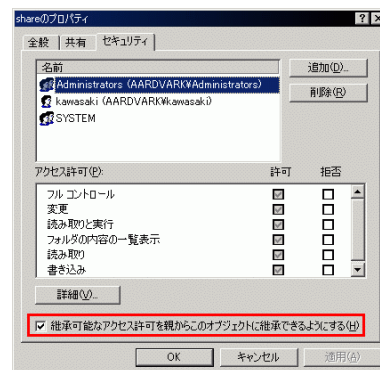 shareのプロパティ
全般 共有 セキュリティ
名前
追加(D)...
Administrators (AARDVARK¥Administrators)
削除(R)
kawasaki (AARDVARK¥kawasaki)
SYSTEM
アクセス許可(P): 許可 拒否
フル コントロール
変更
読み取りと実行
フォルダの内容の一覧表示
読み取り
書き込み
詳細(V)...
継承可能なアクセス許可を親からこのオブジェクトに継承できるようにする(H)
OK キャンセル 適用(A)